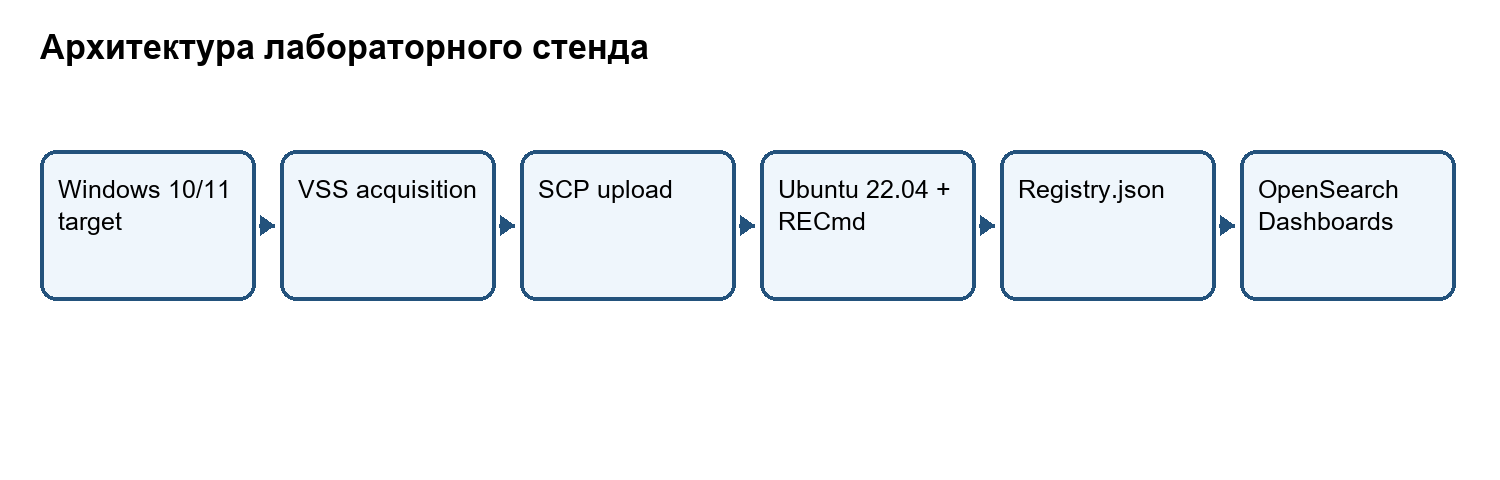 Архитектура лабораторного стенда
Windows 10/11
target
VSS acquisition
SCP upload
Ubuntu 22.04 +
RECmd
Registry.json
OpenSearch
Dashboards